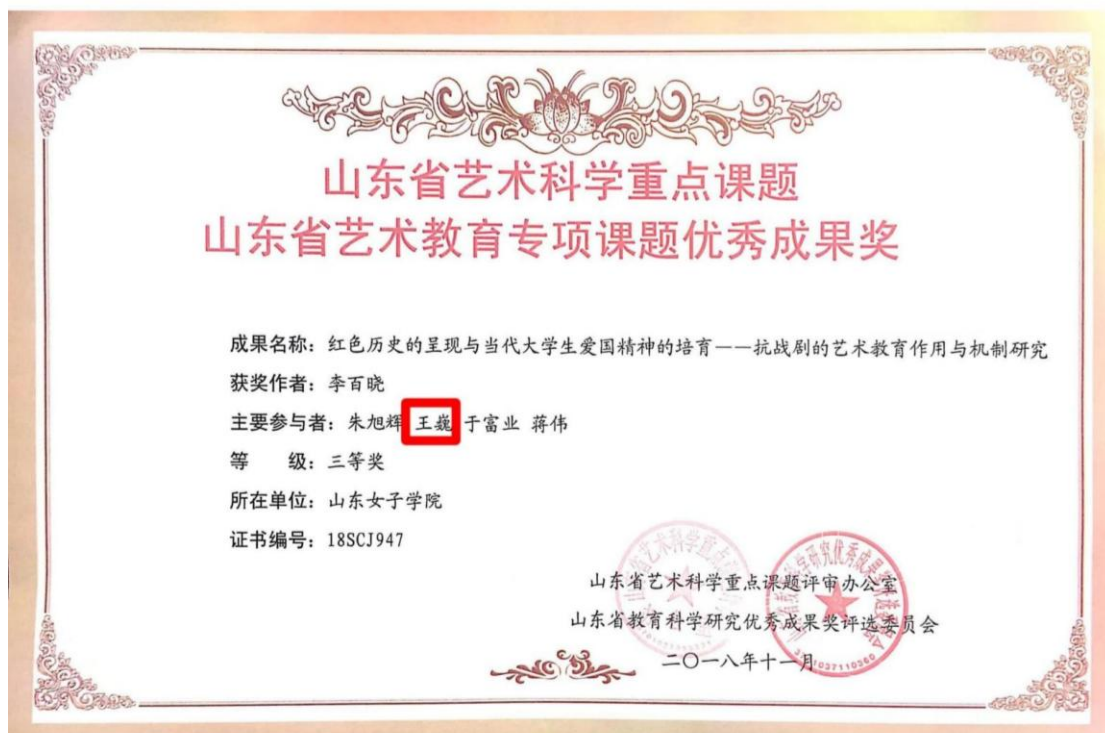 山东省艺术科学重点课题
山东省艺术教育专项课题优秀成果奖
成果名称：红色历史的呈现与当代大学生爱国精神的培育——抗战剧的艺术教育作用与机制研究
获奖作者：李百晓
主要参与者：朱旭辉 王巍 于富业 蒋伟
等 级：三等奖
所在单位：山东女子学院
证书编号：18SCJ947
山东省艺术科学重点课题评审办公室
山东省教育科学研究优秀成果奖评选委员会
二〇一八年十一月